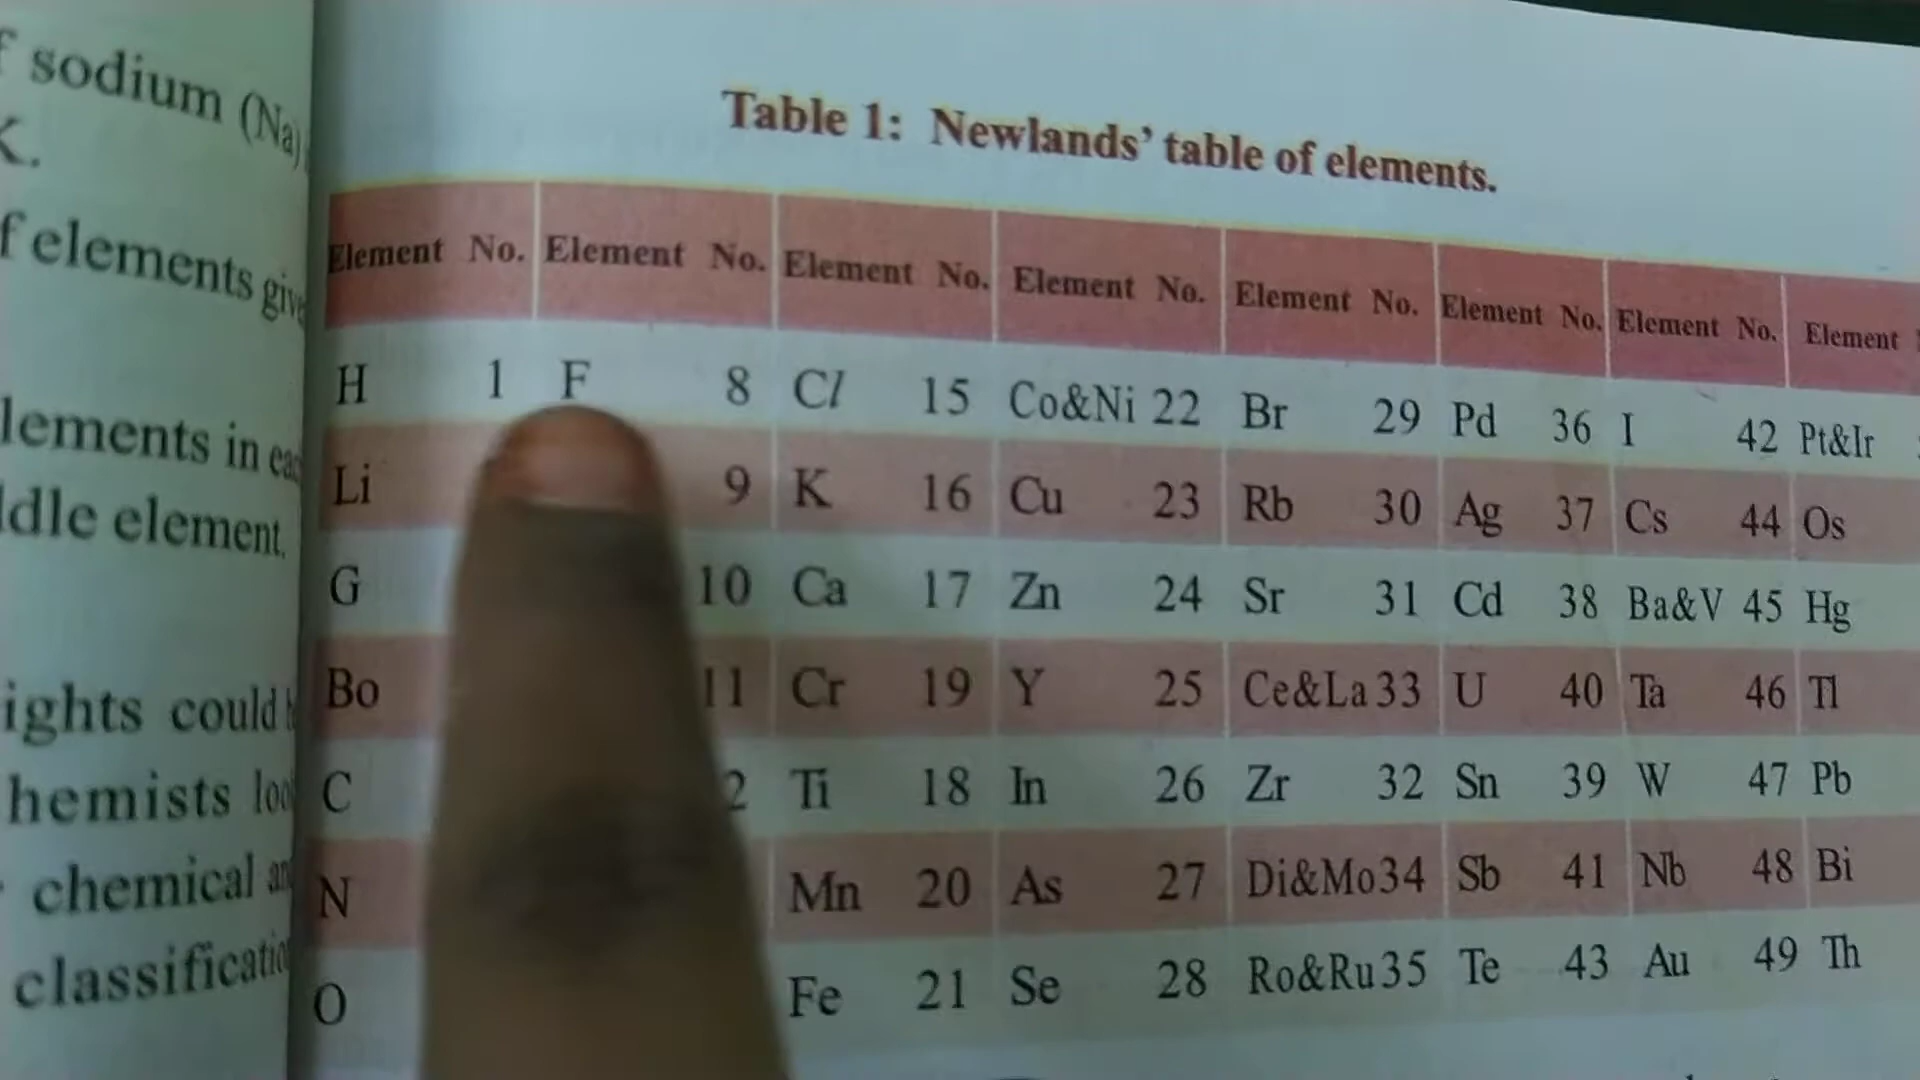 f sodium (Na)
K.
f elements give
lements in eac
ddle element.
ights could
hemists loo
chemical an
classificatio
Table 1: Newlands' table of elements.
Element No. Element No. Element No. Element No. Element No. Element No. Element No. Element
H 1 F 8 Cl 15 Co&Ni 22 Br 29 Pd 36 I 42 Pt&Ir
Li 9 K 16 Cu 23 Rb 30 Ag 37 Cs 44 Os
G 10 Ca 17 Zn 24 Sr 31 Cd 38 Ba&V 45 Hg
Bo 11 Cr 19 Y 25 Ce&La 33 U 40 Ta 46 Tl
C 2 Ti 18 In 26 Zr 32 Sn 39 W 47 Pb
N Mn 20 As 27 Di&Mo 34 Sb 41 Nb 48 Bi
O Fe 21 Se 28 Ro&Ru 35 Te 43 Au 49 Th